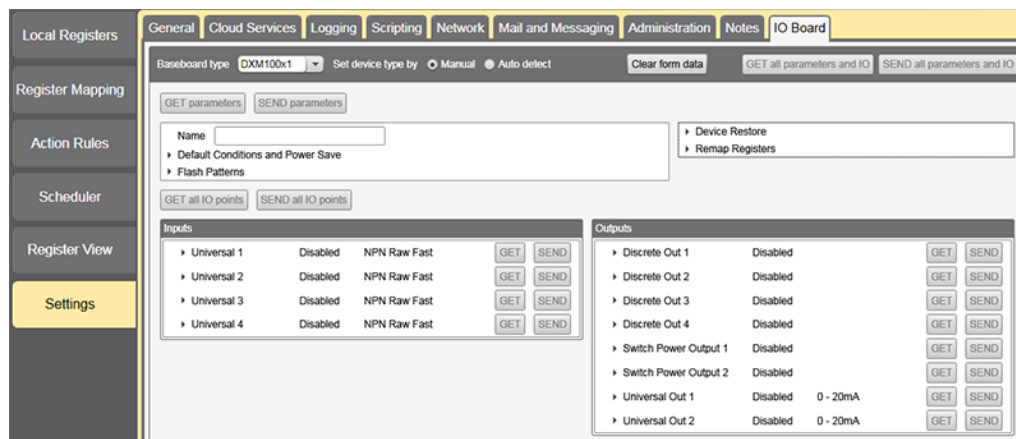 Local Registers
Register Mapping
Action Rules
Scheduler
Register View
Settings
General Cloud Services Logging Scripting Network Mail and Messaging Administration Notes IO Board
Baseboard type DXM100x1 Set device type by Manual Auto detect Clear form data GET all parameters and IO SEND all parameters and IO
GET parameters SEND parameters
Name
Default Conditions and Power Save
Flash Patterns
Device Restore
Remap Registers
GET all IO points SEND all IO points
Inputs
Universal 1 Disabled NPN Raw Fast GET SEND
Universal 2 Disabled NPN Raw Fast GET SEND
Universal 3 Disabled NPN Raw Fast GET SEND
Universal 4 Disabled NPN Raw Fast GET SEND
Outputs
Discrete Out 1 Disabled GET SEND
Discrete Out 2 Disabled GET SEND
Discrete Out 3 Disabled GET SEND
Discrete Out 4 Disabled GET SEND
Switch Power Output 1 Disabled GET SEND
Switch Power Output 2 Disabled GET SEND
Universal Out 1 Disabled 0 - 20mA GET SEND
Universal Out 2 Disabled 0 - 20mA GET SEND